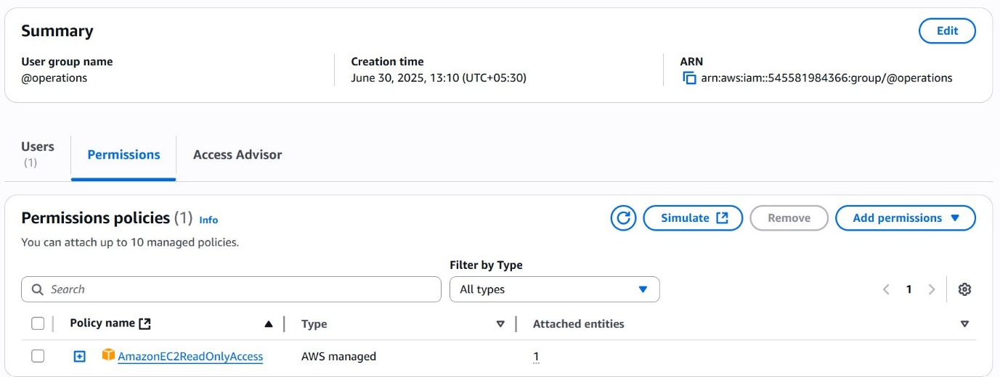 Summary
Edit
User group name
Creation time
ARN
@operations
June 30, 2025, 13:10 (UTC+05:30)
arn:aws:iam::545581984366:group/@operations
Users
(1)
Permissions
Access Advisor
Permissions policies (1) Info
Simulate
Remove
Add permissions
You can attach up to 10 managed policies.
Filter by Type
Search
All types
1
Policy name
Type
Attached entities
AmazonEC2ReadOnlyAccess
AWS managed
1